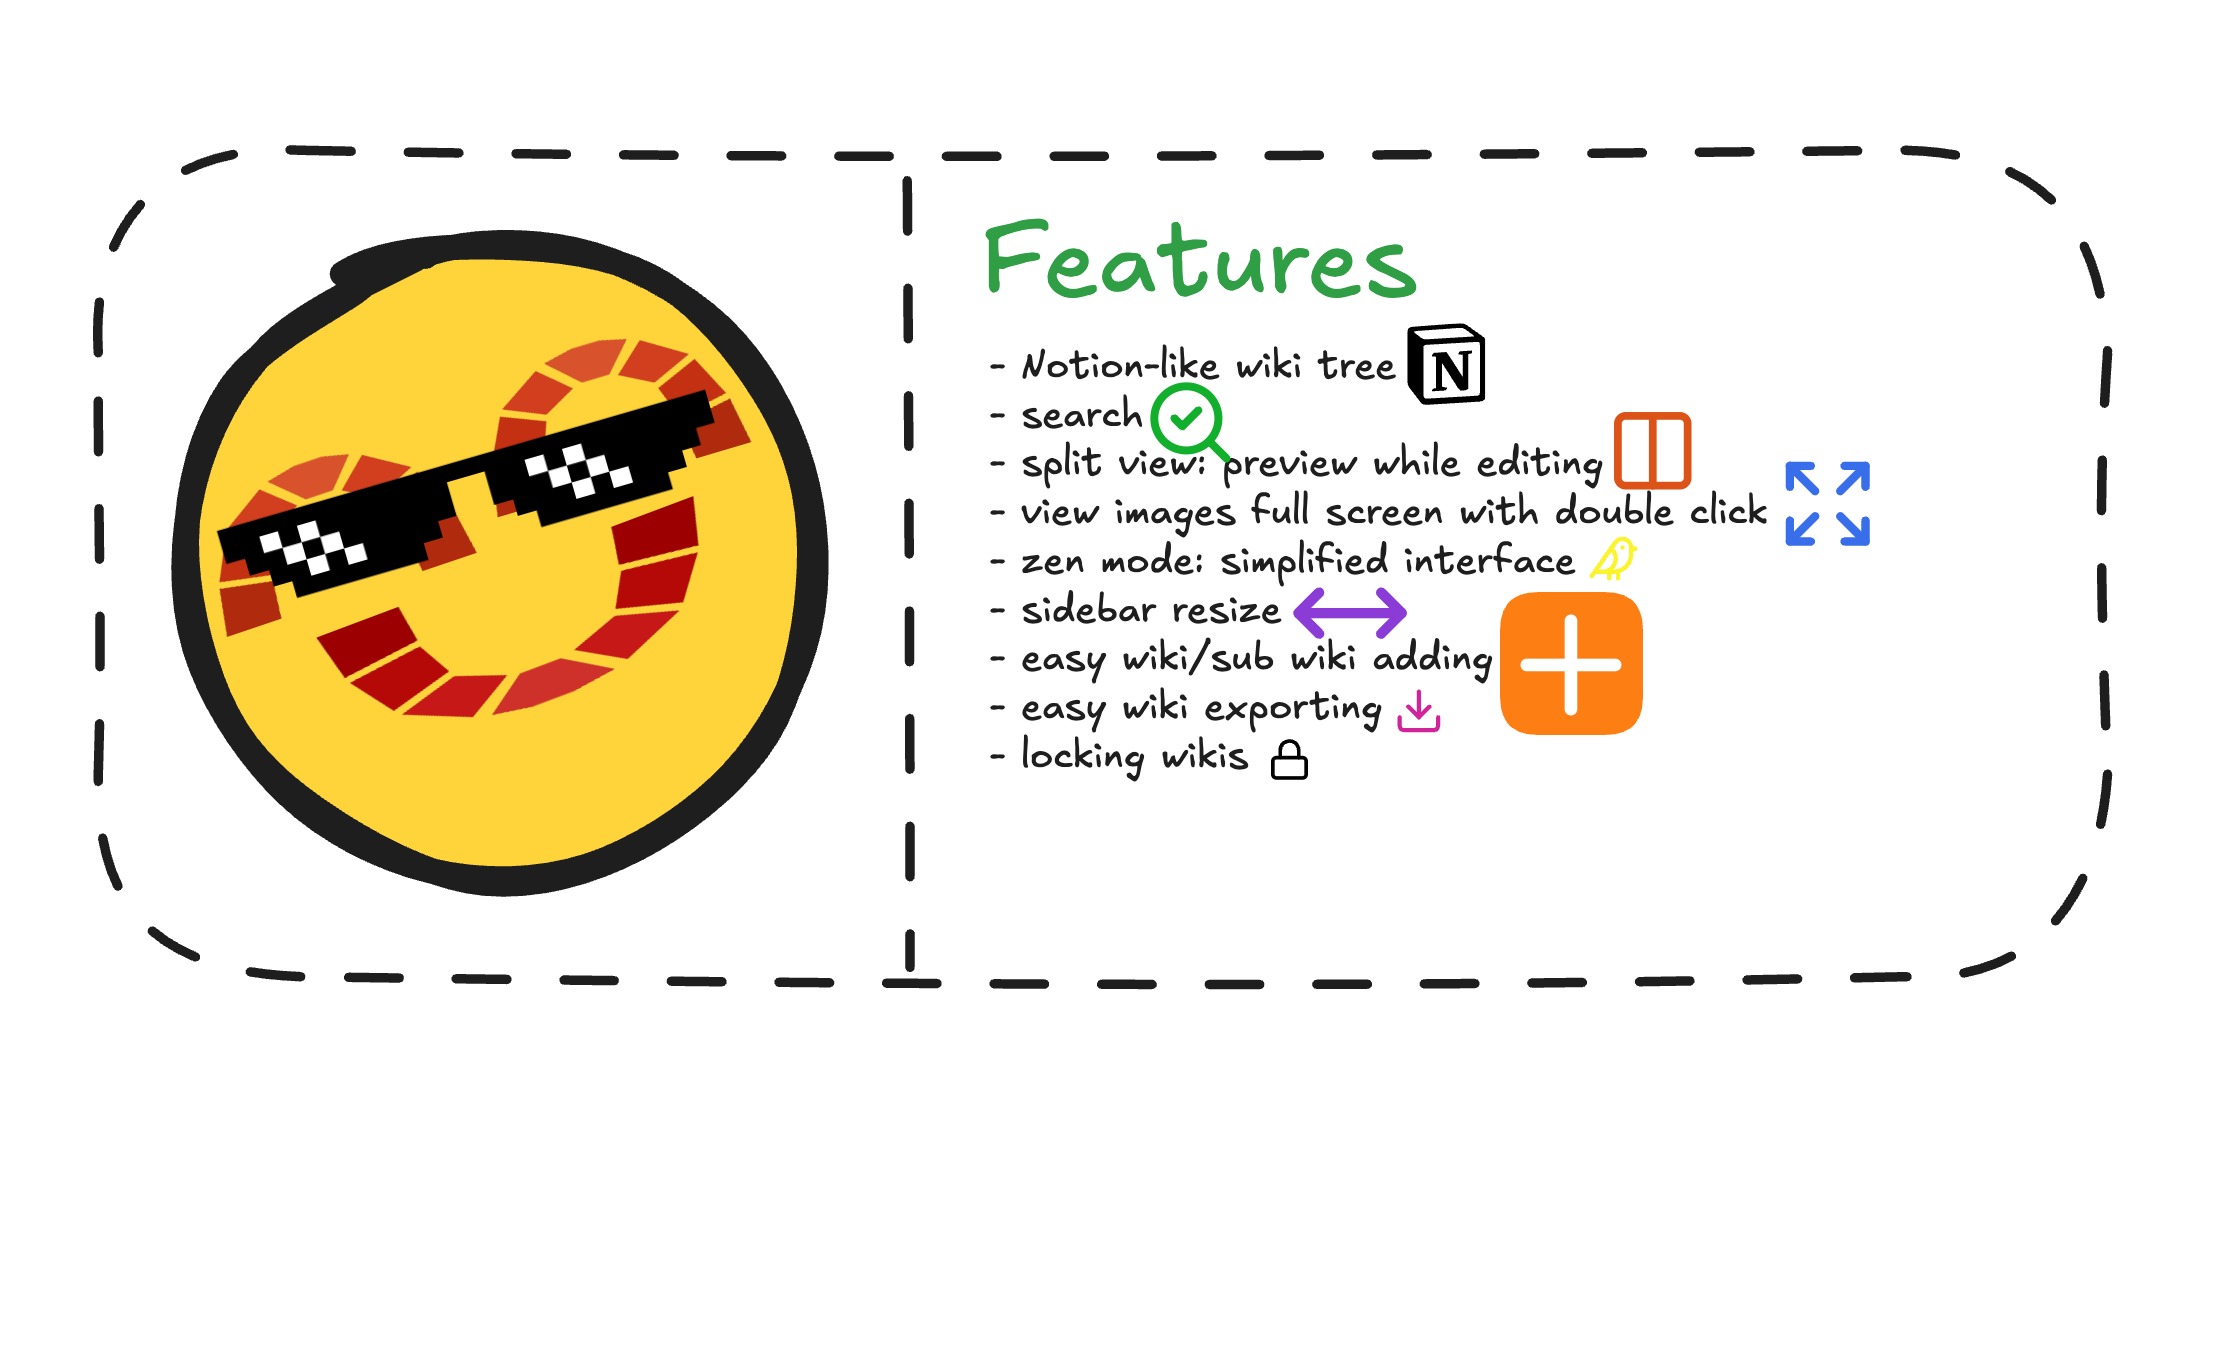 Features
- Notion-like wiki tree N
- search
- split view: preview while editing
- view images full screen with double click
- zen mode: simplified interface
- sidebar resize
- easy wiki/sub wiki adding
- easy wiki exporting
- locking wikis